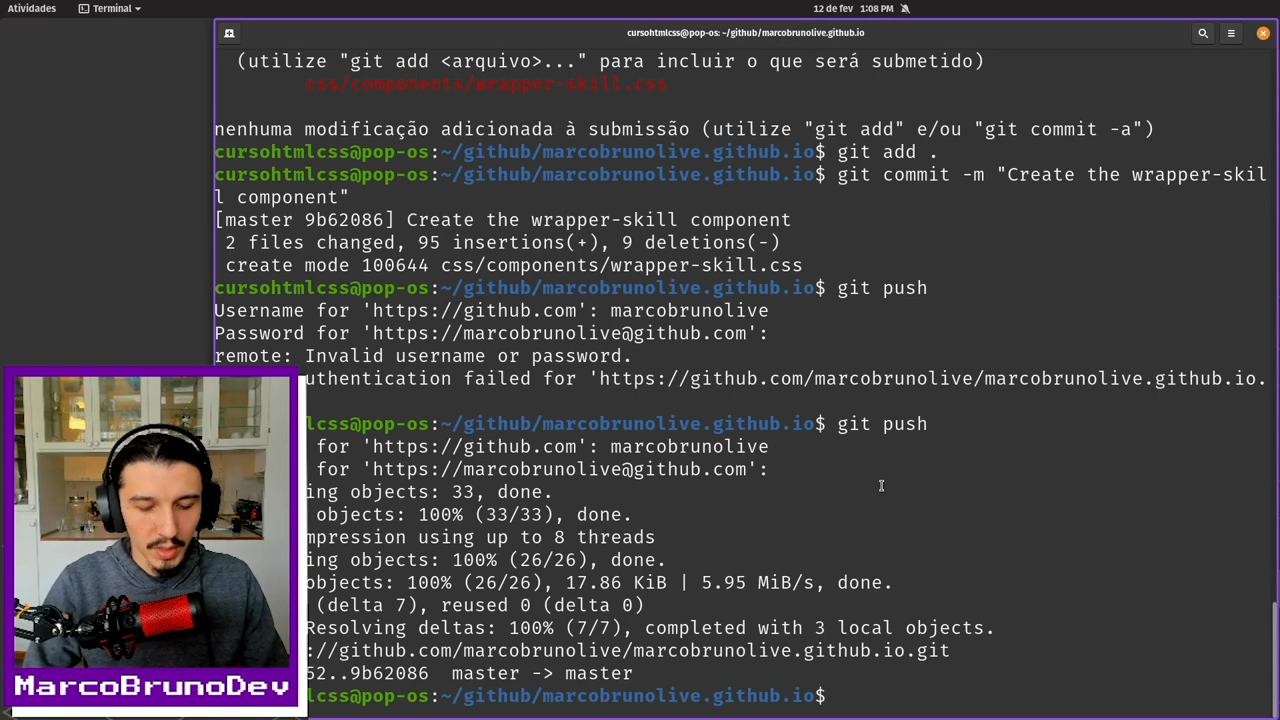 Atividades Terminal 12 de fev 1:08 PM
cursohtmlcss@pop-os: ~/github/marcobrunolive.github.io
(utilize "git add <arquivo>..." para incluir o que será submetido)
css/components/wrapper-skill.css
nenhuma modificação adicionada à submissão (utilize "git add" e/ou "git commit -a")
cursohtmlcss@pop-os:~/github/marcobrunolive.github.io$ git add .
cursohtmlcss@pop-os:~/github/marcobrunolive.github.io$ git commit -m "Create the wrapper-skil
l component"
[master 9b62086] Create the wrapper-skill component
2 files changed, 95 insertions(+), 9 deletions(-)
create mode 100644 css/components/wrapper-skill.css
cursohtmlcss@pop-os:~/github/marcobrunolive.github.io$ git push
Username for 'https://github.com': marcobrunolive
Password for 'https://marcobrunolive@github.com':
remote: Invalid username or password.
uthentication failed for 'https://github.com/marcobrunolive/marcobrunolive.github.io.
lcss@pop-os:~/github/marcobrunolive.github.io$ git push
for 'https://github.com': marcobrunolive
for 'https://marcobrunolive@github.com':
ing objects: 33, done.
objects: 100% (33/33), done.
mpression using up to 8 threads
ing objects: 100% (26/26), done.
objects: 100% (26/26), 17.86 KiB | 5.95 MiB/s, done.
(delta 7), reused 0 (delta 0)
Resolving deltas: 100% (7/7), completed with 3 local objects.
://github.com/marcobrunolive/marcobrunolive.github.io.git
52..9b62086 master -> master
lcss@pop-os:~/github/marcobrunolive.github.io$
MarcoBrunoDev